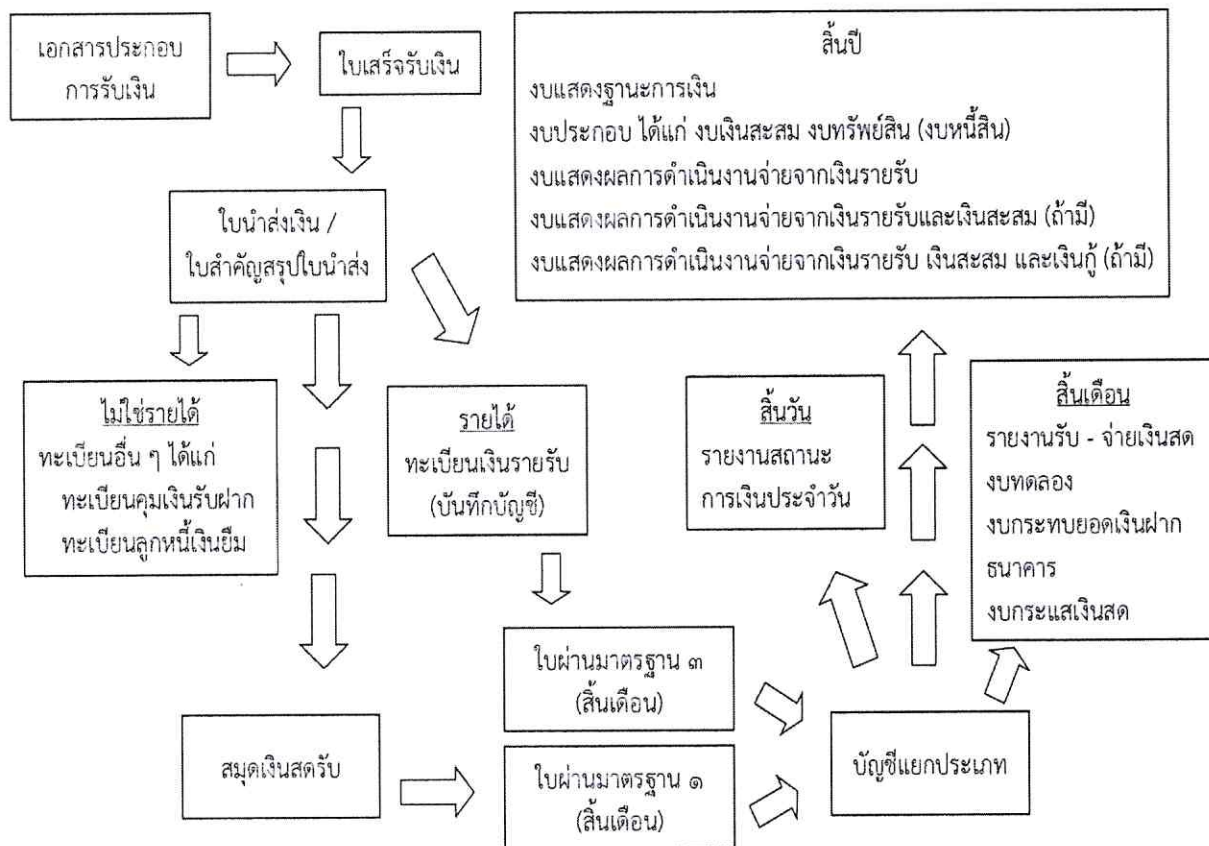 เอกสารประกอบ
การรับเงิน
ใบเสร็จรับเงิน
สิ้นปี
งบแสดงฐานะการเงิน
งบประกอบ ได้แก่ งบเงินสะสม งบทรัพย์สิน (งบหนี้สิน)
งบแสดงผลการดำเนินงานจ่ายจากเงินรายรับ
งบแสดงผลการดำเนินงานจ่ายจากเงินรายรับและเงินสะสม (ถ้ามี)
งบแสดงผลการดำเนินงานจ่ายจากเงินรายรับ เงินสะสม และเงินกู้ (ถ้ามี)
ใบนำส่งเงิน /
ใบสำคัญสรุปใบนำส่ง
ไม่ใช่รายได้
ทะเบียนอื่น ๆ ได้แก่
ทะเบียนคุมเงินรับฝาก
ทะเบียนลูกหนี้เงินยืม
รายได้
ทะเบียนเงินรายรับ
(บันทึกบัญชี)
สิ้นวัน
รายงานสถานะ
การเงินประจำวัน
สิ้นเดือน
รายงานรับ - จ่ายเงินสด
งบทดลอง
งบกระทบยอดเงินฝาก
ธนาคาร
งบกระแสเงินสด
ใบผ่านมาตรฐาน ๓
(สิ้นเดือน)
สมุดเงินสดรับ
ใบผ่านมาตรฐาน ๑
(สิ้นเดือน)
บัญชีแยกประเภท